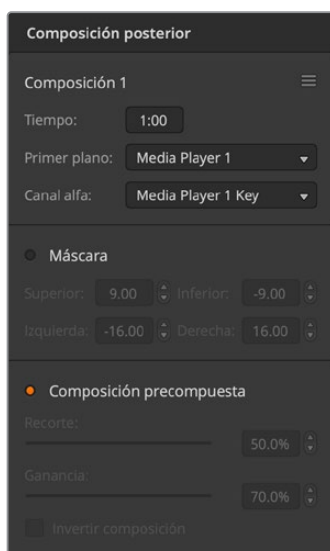 Composición posterior
Composición 1
Tiempo: 1:00
Primer plano: Media Player 1
Canal alfa: Media Player 1 Key
Máscara
Superior: 9.00 Inferior: -9.00
Izquierda: -16.00 Derecha: 16.00
Composición precompuesta
Recorte:
50.0%
Ganancia:
70.0%
Invertir composición